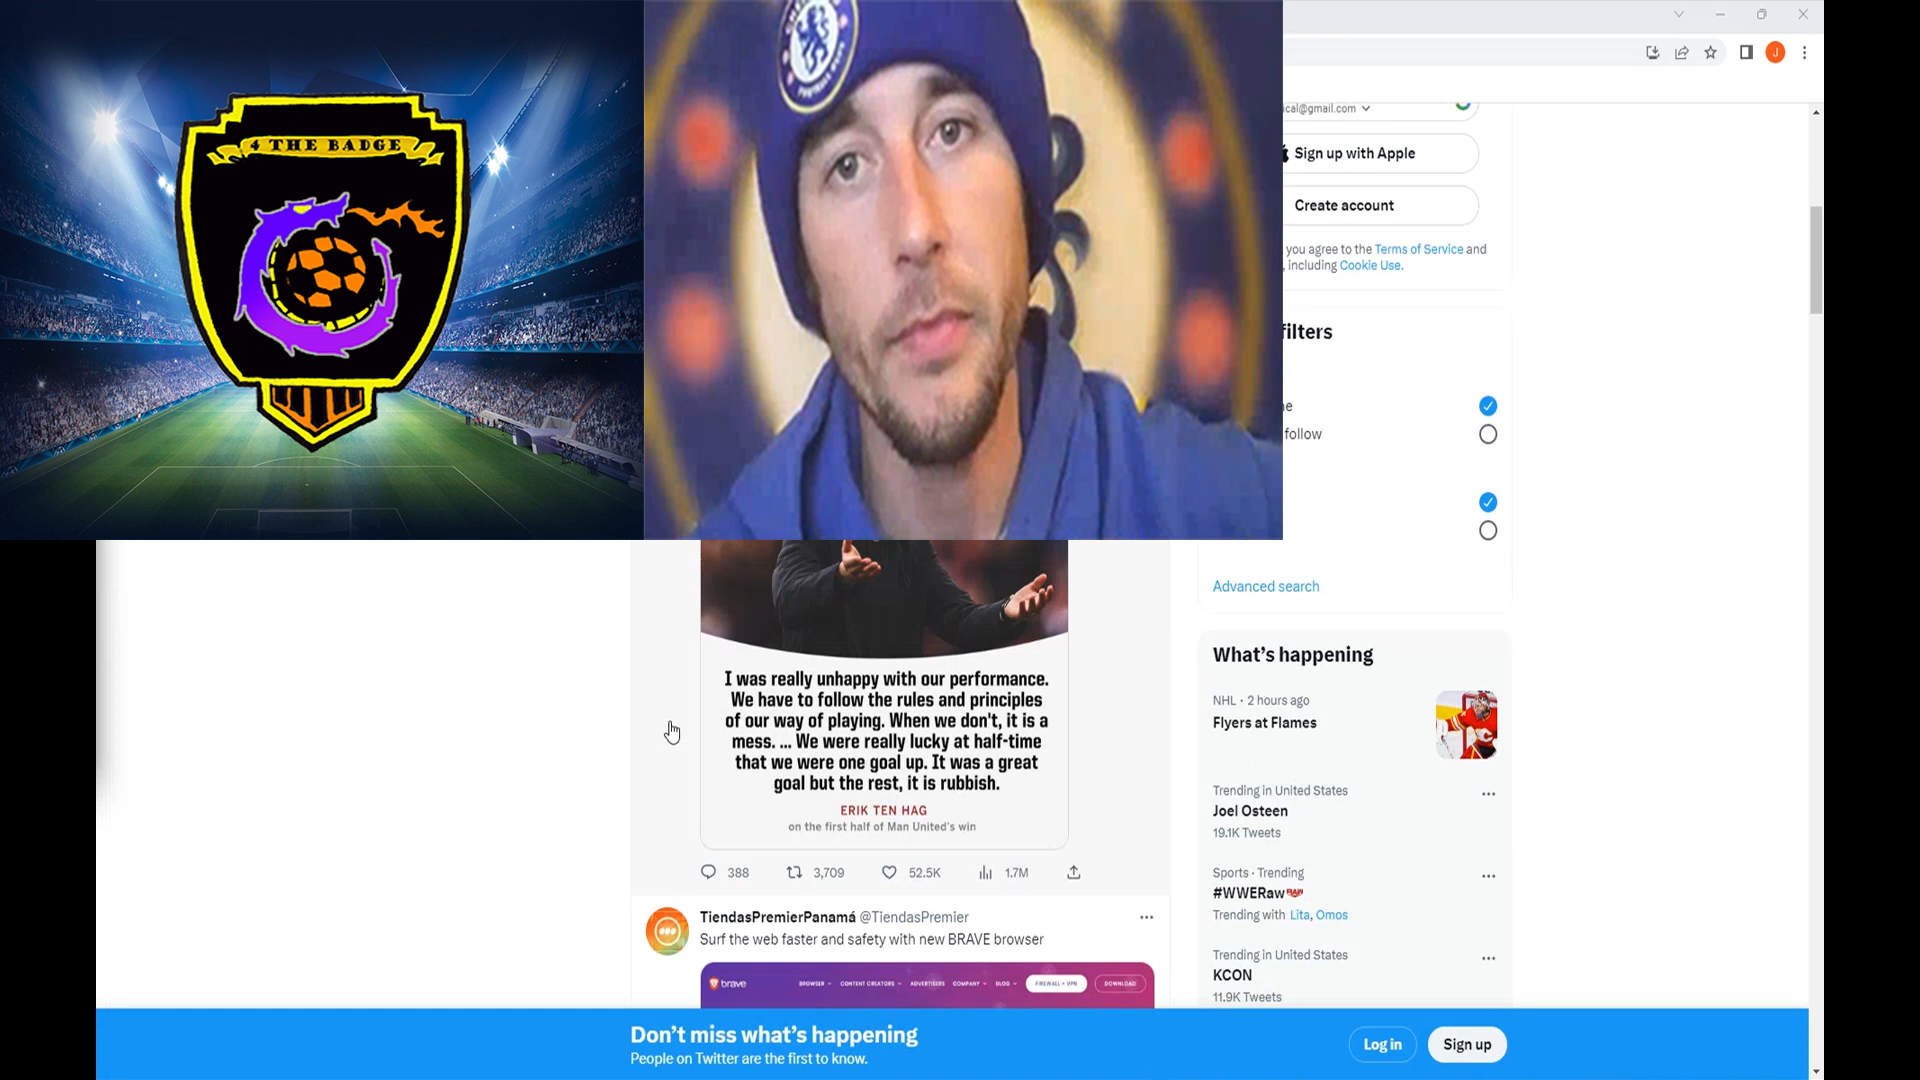 4 THE BADGE
ical@gmail.com
Sign up with Apple
Create account
you agree to the Terms of Service and
, including Cookie Use.
filters
follow
Advanced search
I was really unhappy with our performance.
We have to follow the rules and principles
of our way of playing. When we don't, it is a
mess. ... We were really lucky at half-time
that we were one goal up. It was a great
goal but the rest, it is rubbish.
ERIK TEN HAG
on the first half of Man United's win
388 3,709 52.5K 1.7M
TiendasPremierPanamá @TiendasPremier
Surf the web faster and safety with new BRAVE browser
brave BROWSER CONTENT CREATORS ADVERTISERS COMPANY BLOG FIREWALL + VPN DOWNLOAD
What's happening
NHL · 2 hours ago
Flyers at Flames
Trending in United States
Joel Osteen
19.1K Tweets
Sports · Trending
#WWERaw
Trending with Lita, Omos
Trending in United States
KCON
11.9K Tweets
Don't miss what's happening
People on Twitter are the first to know.
Log in
Sign up
J